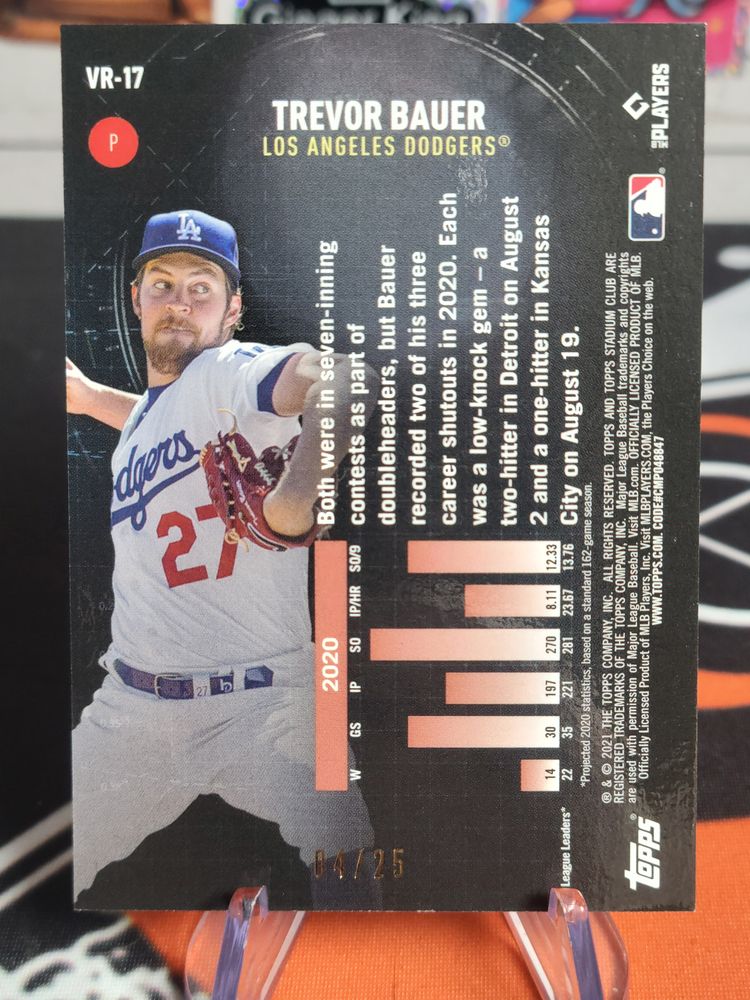 Ginger King
VR-17
P
TREVOR BAUER
LOS ANGELES DODGERS®
MLB PLAYERS
LA
Dodgers
27
27
Both were in seven-inning
contests as part of
doubleheaders, but Bauer
recorded two of his three
career shutouts in 2020. Each
was a low-knock gem – a
two-hitter in Detroit on August
2 and a one-hitter in Kansas
City on August 19.
2020
W GS IP SO IP/HR SO/9
14 30 197 270 8.11 12.33
League Leaders* 22 35 221 281 23.67 13.76
*Projected 2020 statistics, based on a standard 162-game season.
® & © 2021 THE TOPPS COMPANY, INC. ALL RIGHTS RESERVED. TOPPS AND TOPPS STADIUM CLUB ARE
REGISTERED TRADEMARKS OF THE TOPPS COMPANY, INC. Major League Baseball trademarks and copyrights
are used with permission of Major League Baseball. Visit MLB.com. OFFICIALLY LICENSED PRODUCT OF MLB.
Officially Licensed Product of MLB Players, Inc. Visit MLBPLAYERS.COM, the Players Choice on the web.
WWW.TOPPS.COM. CODE#CMP048847
TOPPS®
04/25